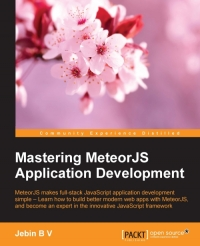 Community Experience Distilled
Mastering MeteorJS
Application Development
MeteorJS makes full-stack JavaScript application development
simple – Learn how to build better modern web apps with MeteorJS,
and become an expert in the innovative JavaScript framework
Jebin B V
PACKT open source
PUBLISHING